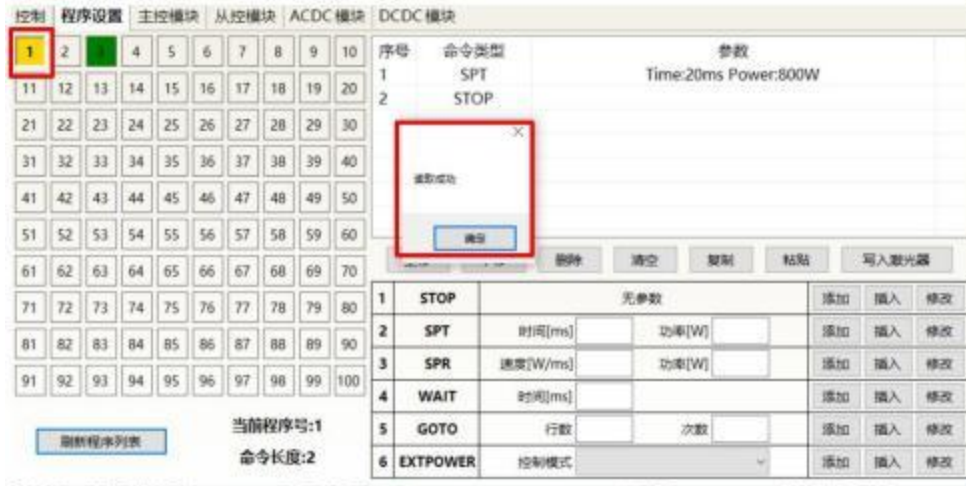 控制 程序设置 主控模块 从控模块 ACDC模块 DCDC模块
1 2 3 4 5 6 7 8 9 10
11 12 13 14 15 16 17 18 19 20
21 22 23 24 25 26 27 28 29 30
31 32 33 34 35 36 37 38 39 40
41 42 43 44 45 46 47 48 49 50
51 52 53 54 55 56 57 58 59 60
61 62 63 64 65 66 67 68 69 70
71 72 73 74 75 76 77 78 79 80
81 82 83 84 85 86 87 88 89 90
91 92 93 94 95 96 97 98 99 100
刷新程序列表
当前程序号:1
命令长度:2
序号 命令类型 参数
1 SPT Time:20ms Power:800W
2 STOP
读取成功
确定
删除 清空 复制 粘贴 写入激光器
1 STOP 无参数 添加 插入 修改
2 SPT 时间[ms] 功率[W] 添加 插入 修改
3 SPR 速度[W/ms] 功率[W] 添加 插入 修改
4 WAIT 时间[ms] 添加 插入 修改
5 GOTO 行数 次数 添加 插入 修改
6 EXTPOWER 控制模式 添加 插入 修改